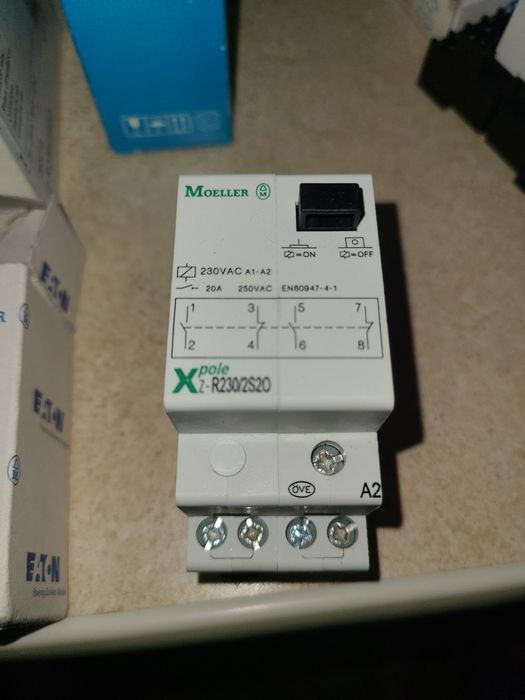 MOELLER
=ON =OFF
230VAC A1-A2
20A 250VAC EN60947-4-1
1 3 5 7
2 4 6 8
Xpole
Z-R230/2S2O
ÖVE A2
EATON
EATON
EATON